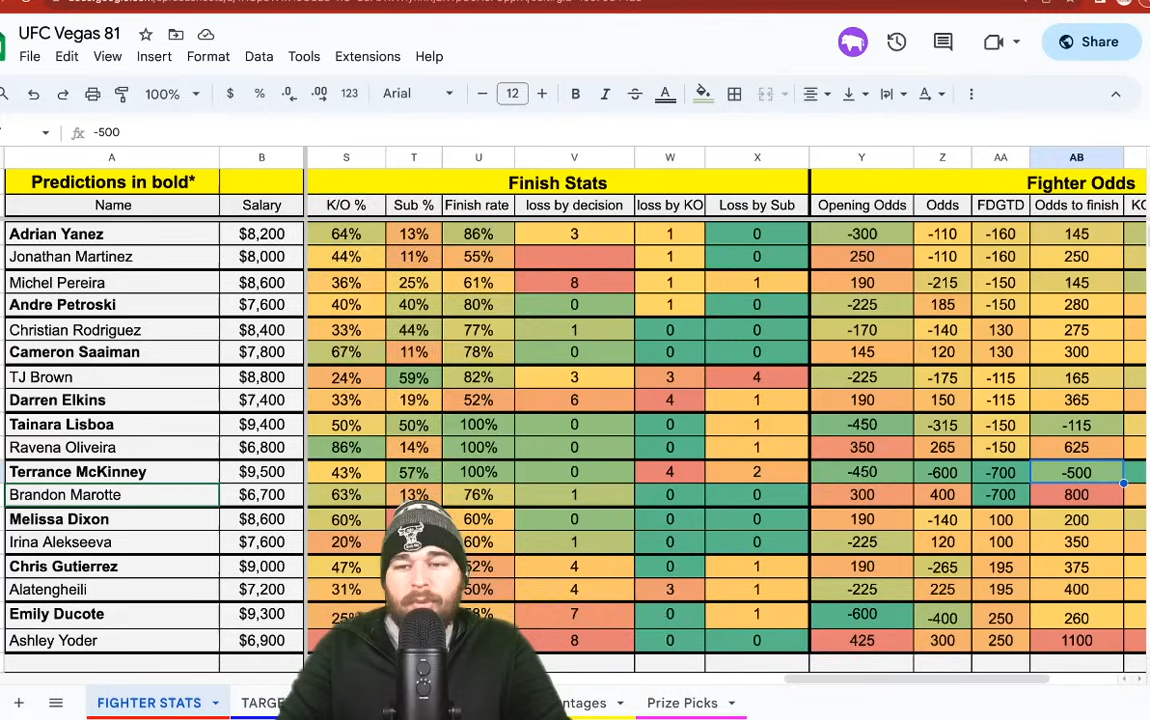 UFC Vegas 81
File Edit View Insert Format Data Tools Extensions Help
Share
100% $ % .0 .00 123 Arial 12 B I S A
fx -500
A B S T U V W X Y Z AA AB
Predictions in bold* Finish Stats Fighter Odds
Name Salary K/O % Sub % Finish rate loss by decision loss by KO Loss by Sub Opening Odds Odds FDGTD Odds to finish
Adrian Yanez $8,200 64% 13% 86% 3 1 0 -300 -110 -160 145
Jonathan Martinez $8,000 44% 11% 55% 1 0 250 -110 -160 250
Michel Pereira $8,600 36% 25% 61% 8 1 1 190 -215 -150 145
Andre Petroski $7,600 40% 40% 80% 0 1 0 -225 185 -150 280
Christian Rodriguez $8,400 33% 44% 77% 1 0 0 -170 -140 130 275
Cameron Saaiman $7,800 67% 11% 78% 0 0 0 145 120 130 300
TJ Brown $8,800 24% 59% 82% 3 3 4 -225 -175 -115 165
Darren Elkins $7,400 33% 19% 52% 6 4 1 190 150 -115 365
Tainara Lisboa $9,400 50% 50% 100% 0 0 1 -450 -315 -150 -115
Ravena Oliveira $6,800 86% 14% 100% 0 0 1 350 265 -150 625
Terrance McKinney $9,500 43% 57% 100% 0 4 2 -450 -600 -700 -500
Brandon Marotte $6,700 63% 13% 76% 1 0 0 300 400 -700 800
Melissa Dixon $8,600 60% 60% 0 0 0 190 -140 100 200
Irina Alekseeva $7,600 20% 60% 1 0 0 -225 120 100 350
Chris Gutierrez $9,000 47% 4 0 1 190 -265 195 375
Alatengheili $7,200 31% 50% 4 3 1 -225 225 195 400
Emily Ducote $9,300 25% 7 0 1 -600 -400 250 260
Ashley Yoder $6,900 8 0 0 425 300 250 1100
FIGHTER STATS Prize Picks